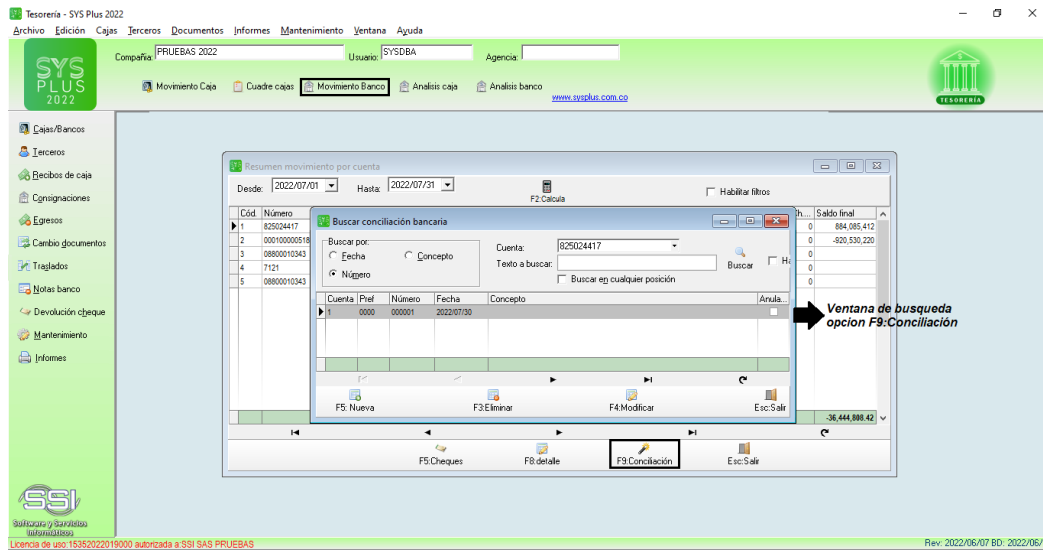 Tesorería - SYS Plus 2022
Archivo Edición Cajas Terceros Documentos Informes Mantenimiento Ventana Ayuda
SYS PLUS 2022
Compañia: PRUEBAS 2022 Usuario: SYSDBA Agencia:
Movimiento Caja Cuadre cajas Movimiento Banco Analisis caja Analisis banco
www.sysplus.com.co
TESORERÍA
Cajas/Bancos
Terceros
Recibos de caja
Consignaciones
Egresos
Cambio documentos
Traslados
Notas banco
Devolución cheque
Mantenimiento
Informes
Resumen movimiento por cuenta
Desde: 2022/07/01 Hasta: 2022/07/31 F2:Calcula Habilitar filtros
Cód. Número h... Saldo final
1 825024417 0 884,085,412
2 000100000518 0 -920,530,220
3 08800010343 0
4 7121 0
5 08800010343 0
-36,444,808.42
F5:Cheques F8:detalle F9:Conciliación Esc:Salir
Buscar conciliación bancaria
Buscar por:
Fecha Concepto
Número
Cuenta: 825024417
Texto a buscar: Buscar Ha
Buscar en cualquier posición
Cuenta Pref Número Fecha Concepto Anula...
1 0000 000001 2022/07/30
F5: Nueva F3:Eliminar F4:Modificar Esc:Salir
Ventana de busqueda
opcion F9:Conciliación
SSI
Software y Servicios
Informáticos
Licencia de uso:15352022019000 autorizada a:SSI SAS PRUEBAS
Rev: 2022/06/07 BD: 2022/06/